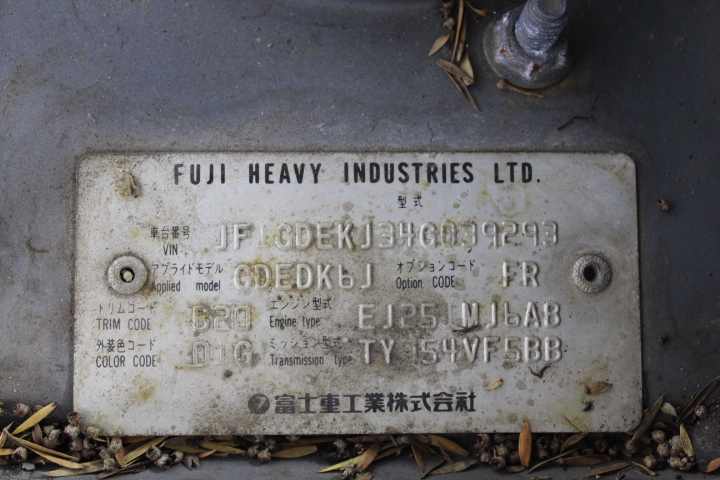 FUJI HEAVY INDUSTRIES LTD.
型式
車台番号 VIN JF1GDEKJ34G039293
アプライドモデル Applied model GDEDK6J オプションコード Option CODE FR
トリムコード TRIM CODE エンジン型式 Engine type EJ251MJ6AB
外装色コード COLOR CODE 01G ミッション型式 Transmission type TY754VF5BB
富士重工業株式会社